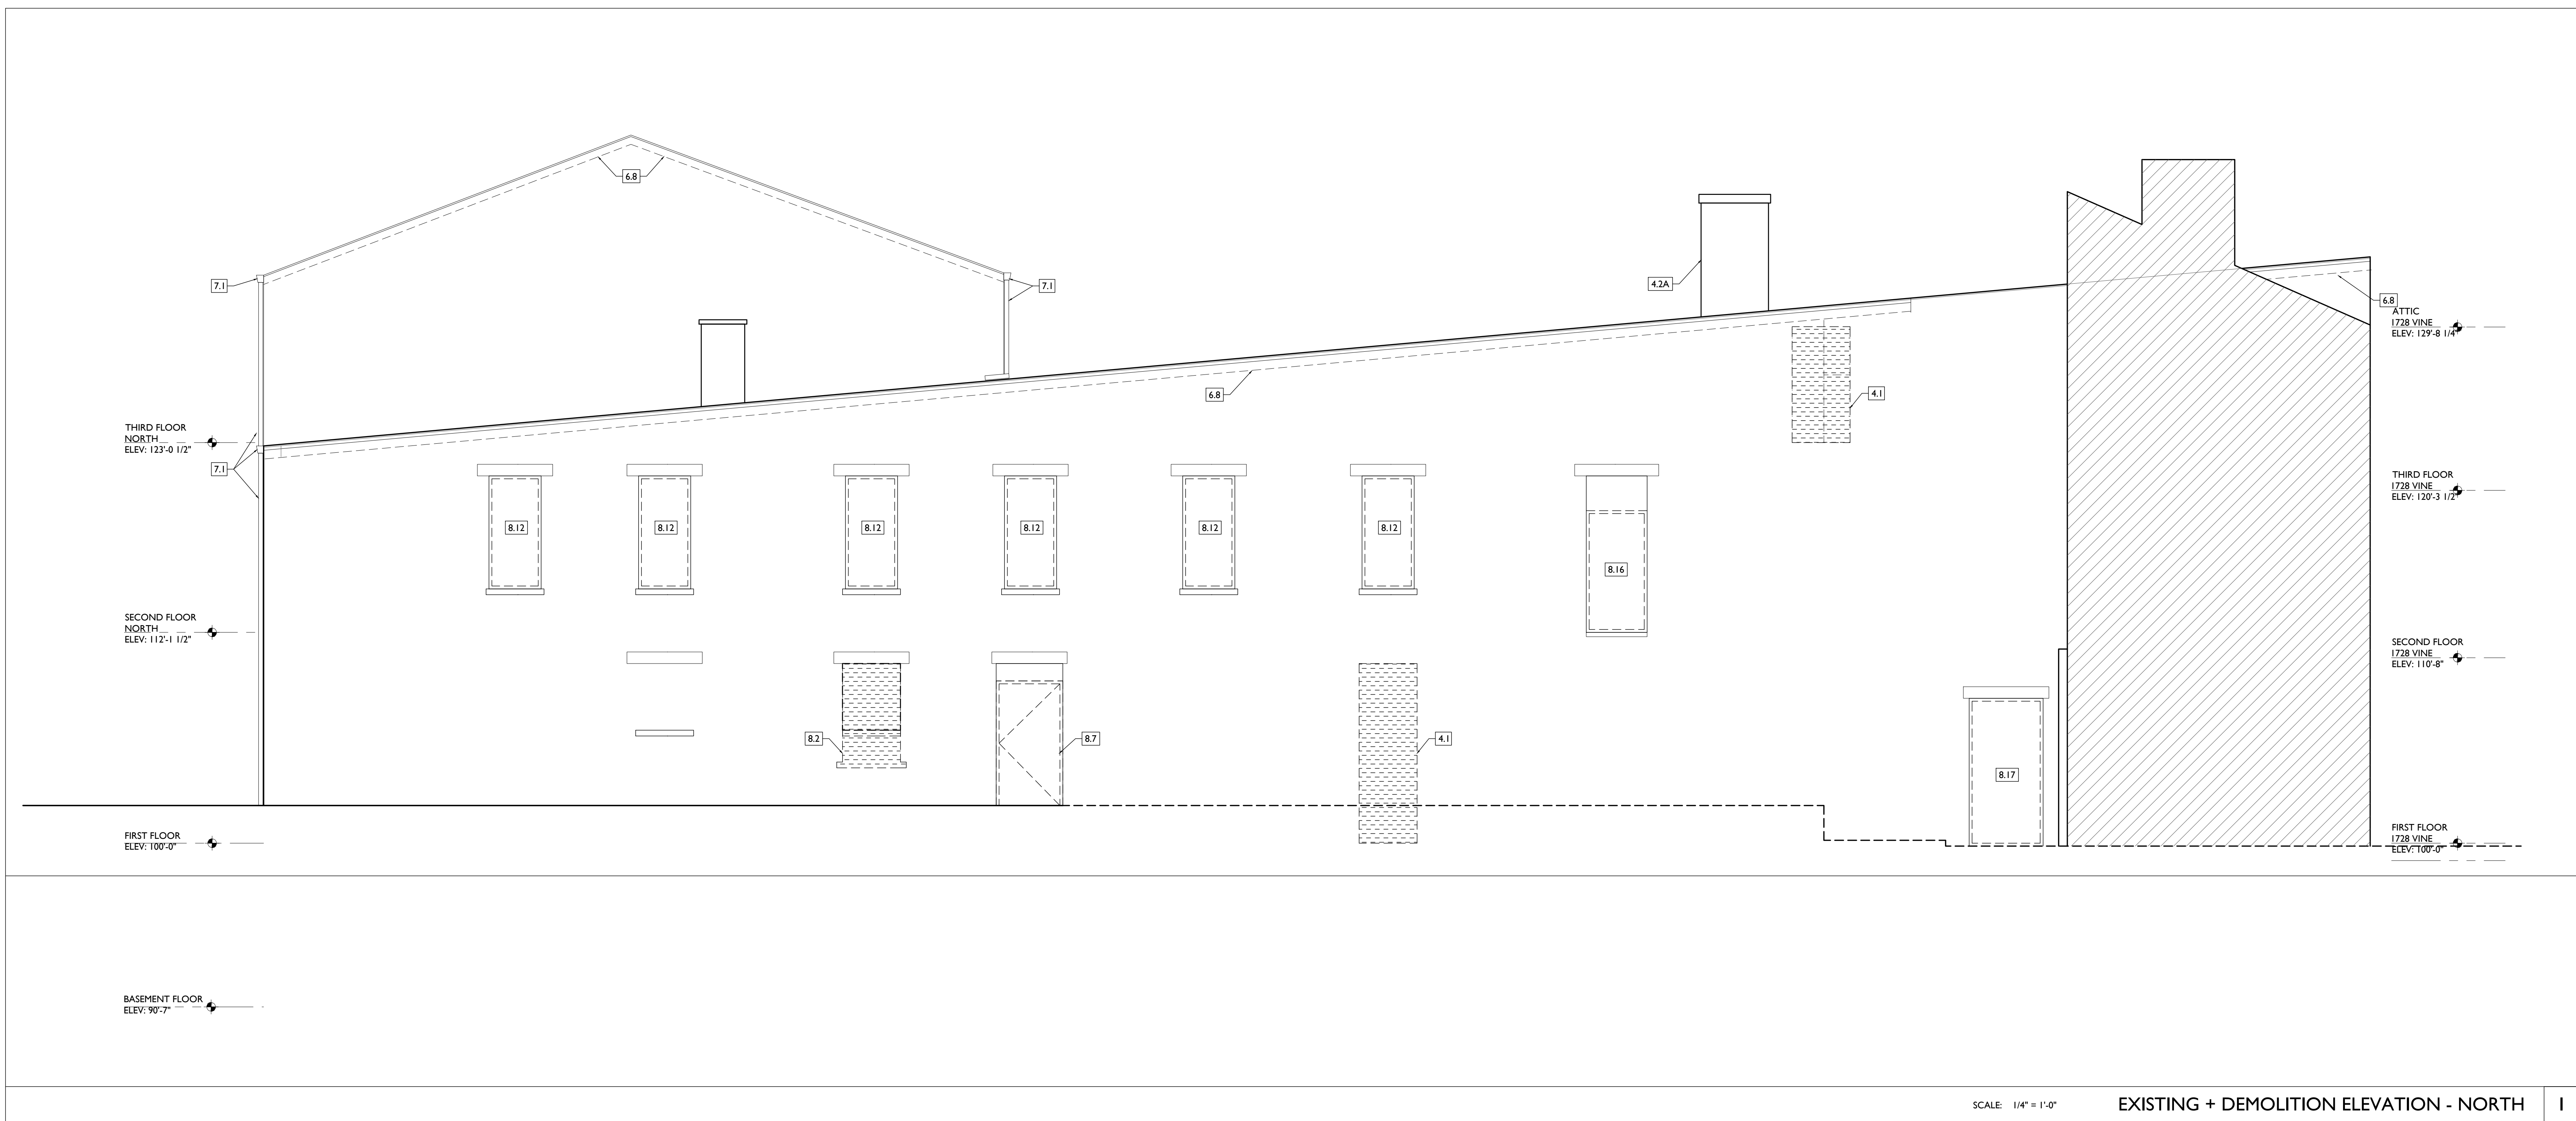 6.8
7.1
7.1
4.2A
6.8
ATTIC
1728 VINE
ELEV: 129'-8 1/4"
6.8
4.1
THIRD FLOOR
NORTH
ELEV: 123'-0 1/2"
7.1
THIRD FLOOR
1728 VINE
ELEV: 120'-3 1/2"
8.12
8.12
8.12
8.12
8.12
8.12
8.16
SECOND FLOOR
NORTH
ELEV: 112'-1 1/2"
SECOND FLOOR
1728 VINE
ELEV: 110'-8"
8.2
8.7
4.1
8.17
FIRST FLOOR
ELEV: 100'-0"
FIRST FLOOR
1728 VINE
ELEV: 100'-0"
BASEMENT FLOOR
ELEV: 90'-7"
SCALE: 1/4" = 1'-0"
EXISTING + DEMOLITION ELEVATION - NORTH
1